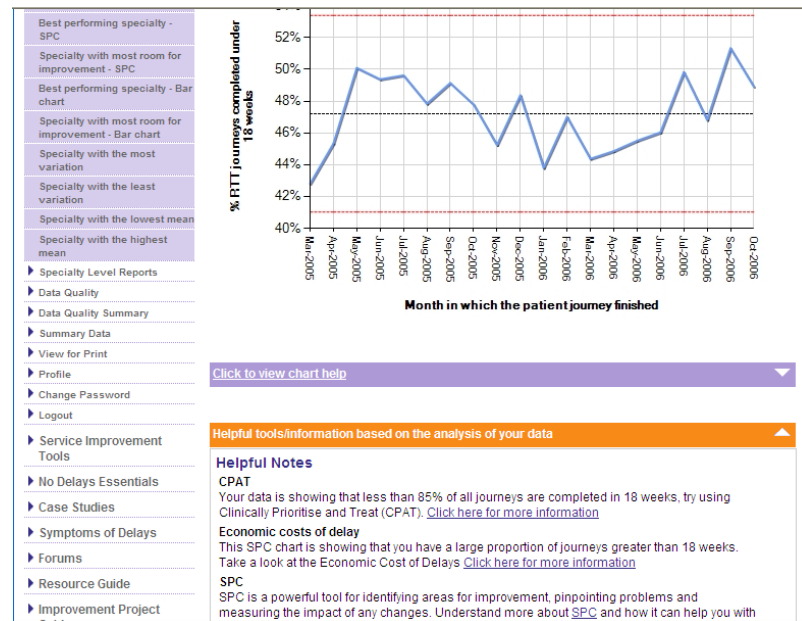 Best performing specialty -
SPC
Specialty with most room for
improvement - SPC
Best performing specialty - Bar
chart
Specialty with most room for
improvement - Bar chart
Specialty with the most
variation
Specialty with the least
variation
Specialty with the lowest mean
Specialty with the highest
mean
Specialty Level Reports
Data Quality
Data Quality Summary
Summary Data
View for Print
Profile
Change Password
Logout
Service Improvement
Tools
No Delays Essentials
Case Studies
Symptoms of Delays
Forums
Resource Guide
Improvement Project
% RTT journeys completed under
18 weeks
52%
50%
48%
46%
44%
42%
40%
Mar-2005
Apr-2005
May-2005
Jun-2005
Jul-2005
Aug-2005
Sep-2005
Oct-2005
Nov-2005
Dec-2005
Jan-2006
Feb-2006
Mar-2006
Apr-2006
May-2006
Jun-2006
Jul-2006
Aug-2006
Sep-2006
Oct-2006
Month in which the patient journey finished
Click to view chart help
Helpful tools/information based on the analysis of your data
Helpful Notes
CPAT
Your data is showing that less than 85% of all journeys are completed in 18 weeks, try using
Clinically Prioritise and Treat (CPAT). Click here for more information
Economic costs of delay
This SPC chart is showing that you have a large proportion of journeys greater than 18 weeks.
Take a look at the Economic Cost of Delays Click here for more information
SPC
SPC is a powerful tool for identifying areas for improvement, pinpointing problems and
measuring the impact of any changes. Understand more about SPC and how it can help you with